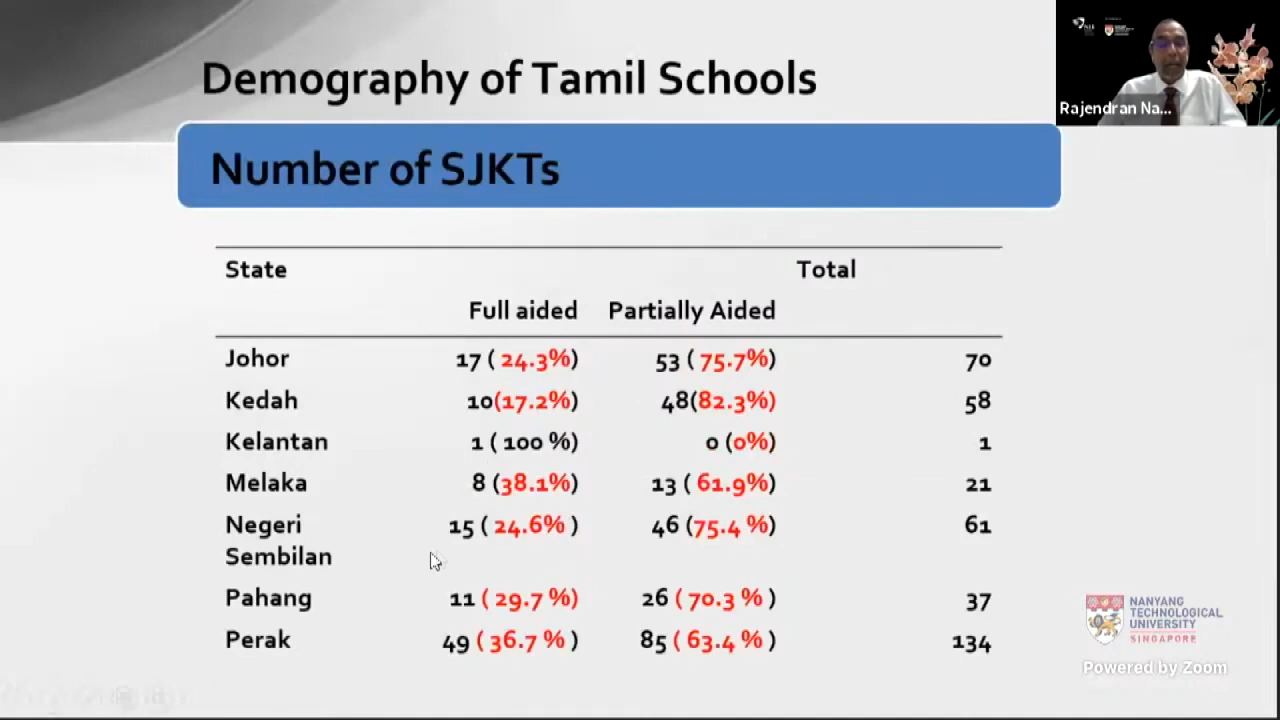 Demography of Tamil Schools
Rajendran Na...
Number of SJKTs
State Total
Full aided Partially Aided
Johor 17 ( 24.3%) 53 ( 75.7%) 70
Kedah 10(17.2%) 48(82.3%) 58
Kelantan 1 ( 100 %) 0 (0%) 1
Melaka 8 (38.1%) 13 ( 61.9%) 21
Negeri 15 ( 24.6% ) 46 (75.4 %) 61
Sembilan
Pahang 11 ( 29.7 %) 26 ( 70.3 % ) 37
Perak 49 ( 36.7 % ) 85 ( 63.4 % ) 134
NANYANG
TECHNOLOGICAL
UNIVERSITY
SINGAPORE
Powered by Zoom